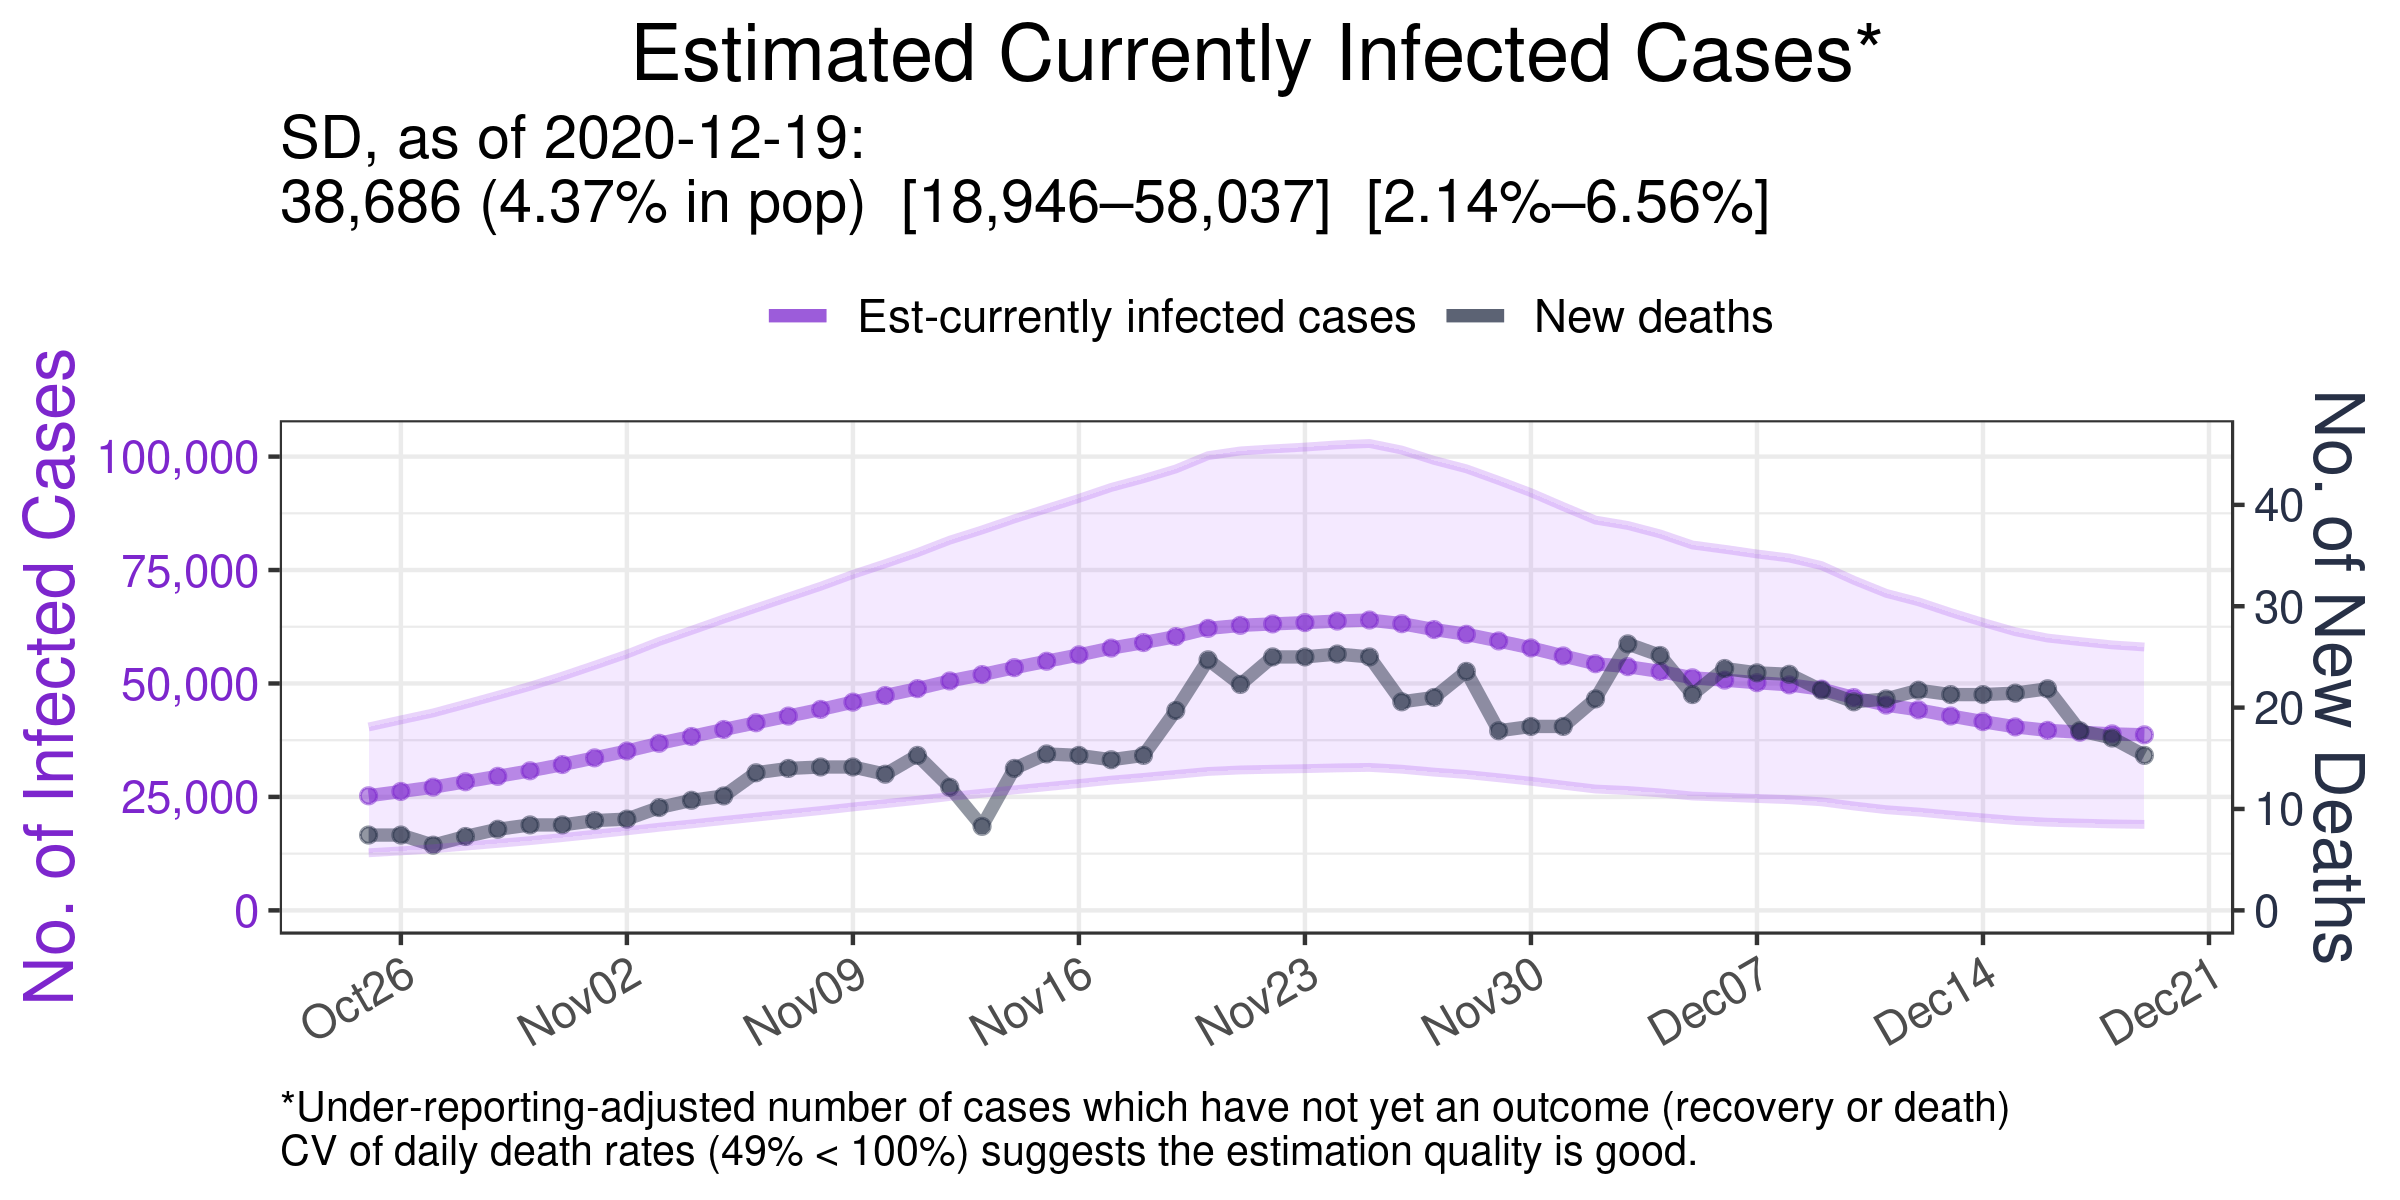 Estimated Currently Infected Cases*
SD, as of 2020-12-19:
38,686 (4.37% in pop)  [18,946–58,037]  [2.14%–6.56%]
Est-currently infected cases
New deaths
No. of Infected Cases
100,000
75,000
50,000
25,000
0
40
30
20
10
0
No. of New Deaths
Oct26
Nov02
Nov09
Nov16
Nov23
Nov30
Dec07
Dec14
Dec21
*Under-reporting-adjusted number of cases which have not yet an outcome (recovery or death)
CV of daily death rates (49% < 100%) suggests the estimation quality is good.